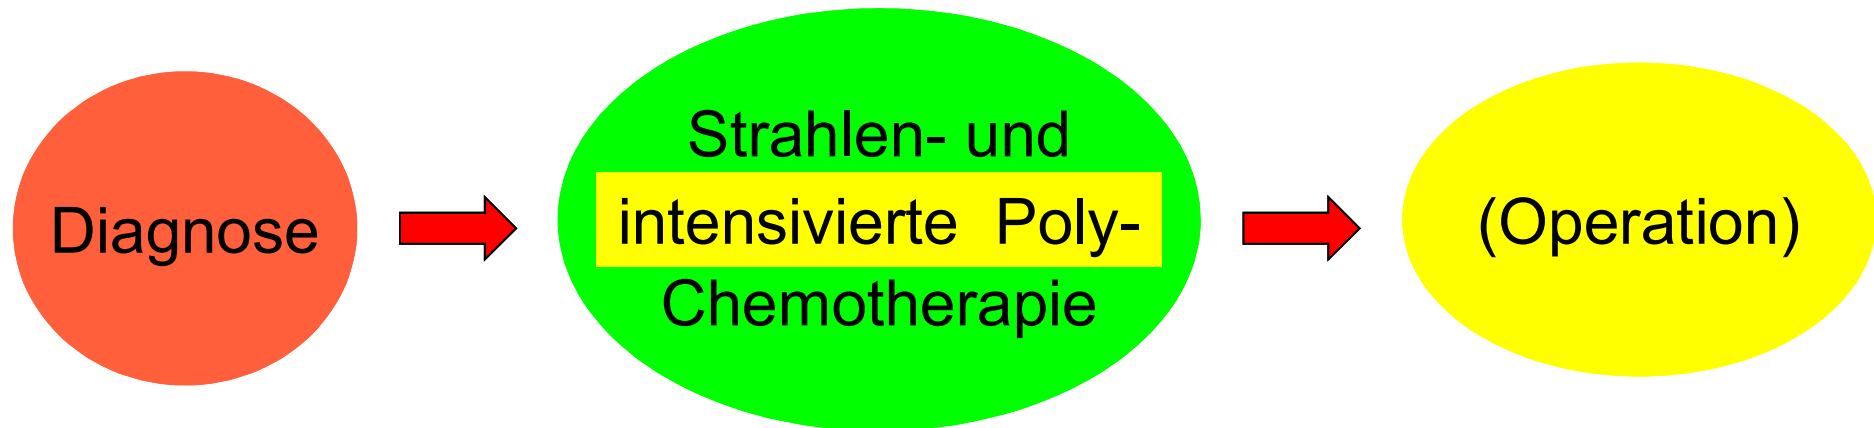 Diagnose
Strahlen- und
intensivierte Poly-
Chemotherapie
(Operation)